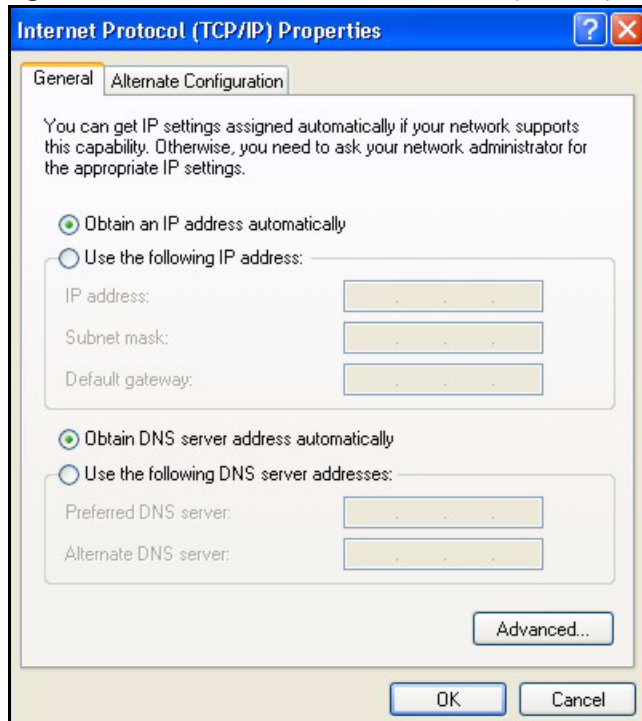 Internet Protocol (TCP/IP) Properties
General
Alternate Configuration
You can get IP settings assigned automatically if your network supports
this capability. Otherwise, you need to ask your network administrator for
the appropriate IP settings.
Obtain an IP address automatically
Use the following IP address:
IP address:
Subnet mask:
Default gateway:
Obtain DNS server address automatically
Use the following DNS server addresses:
Preferred DNS server:
Alternate DNS server:
Advanced...
OK
Cancel